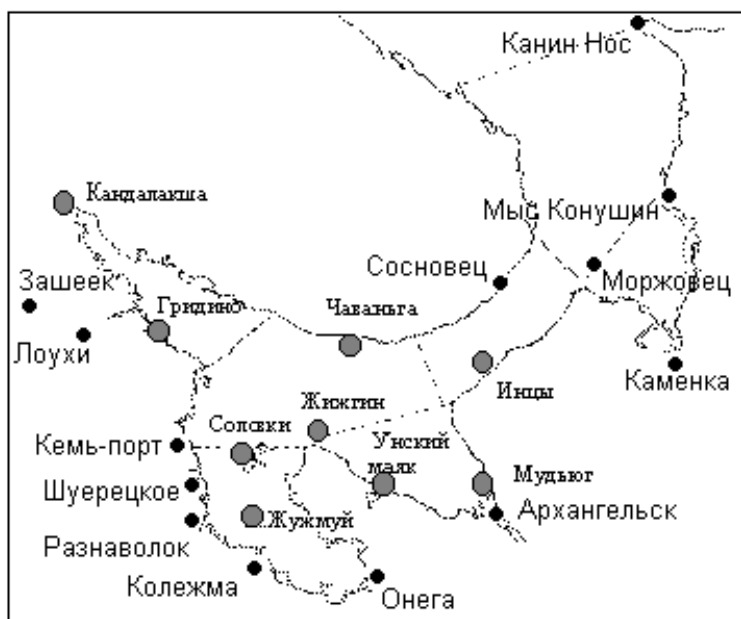 Канин Нос
Кандалакша
Мыс Конушин
Зашеек
Сосновец
Моржовец
Гридино
Чаваньга
Лоухи
Инцы
Каменка
Жижгин
Соловки
Кемь-порт
Унский
маяк
Мудьюг
Шуерецкое
Архангельск
Жужмуй
Разнаволок
Колежма
Онега